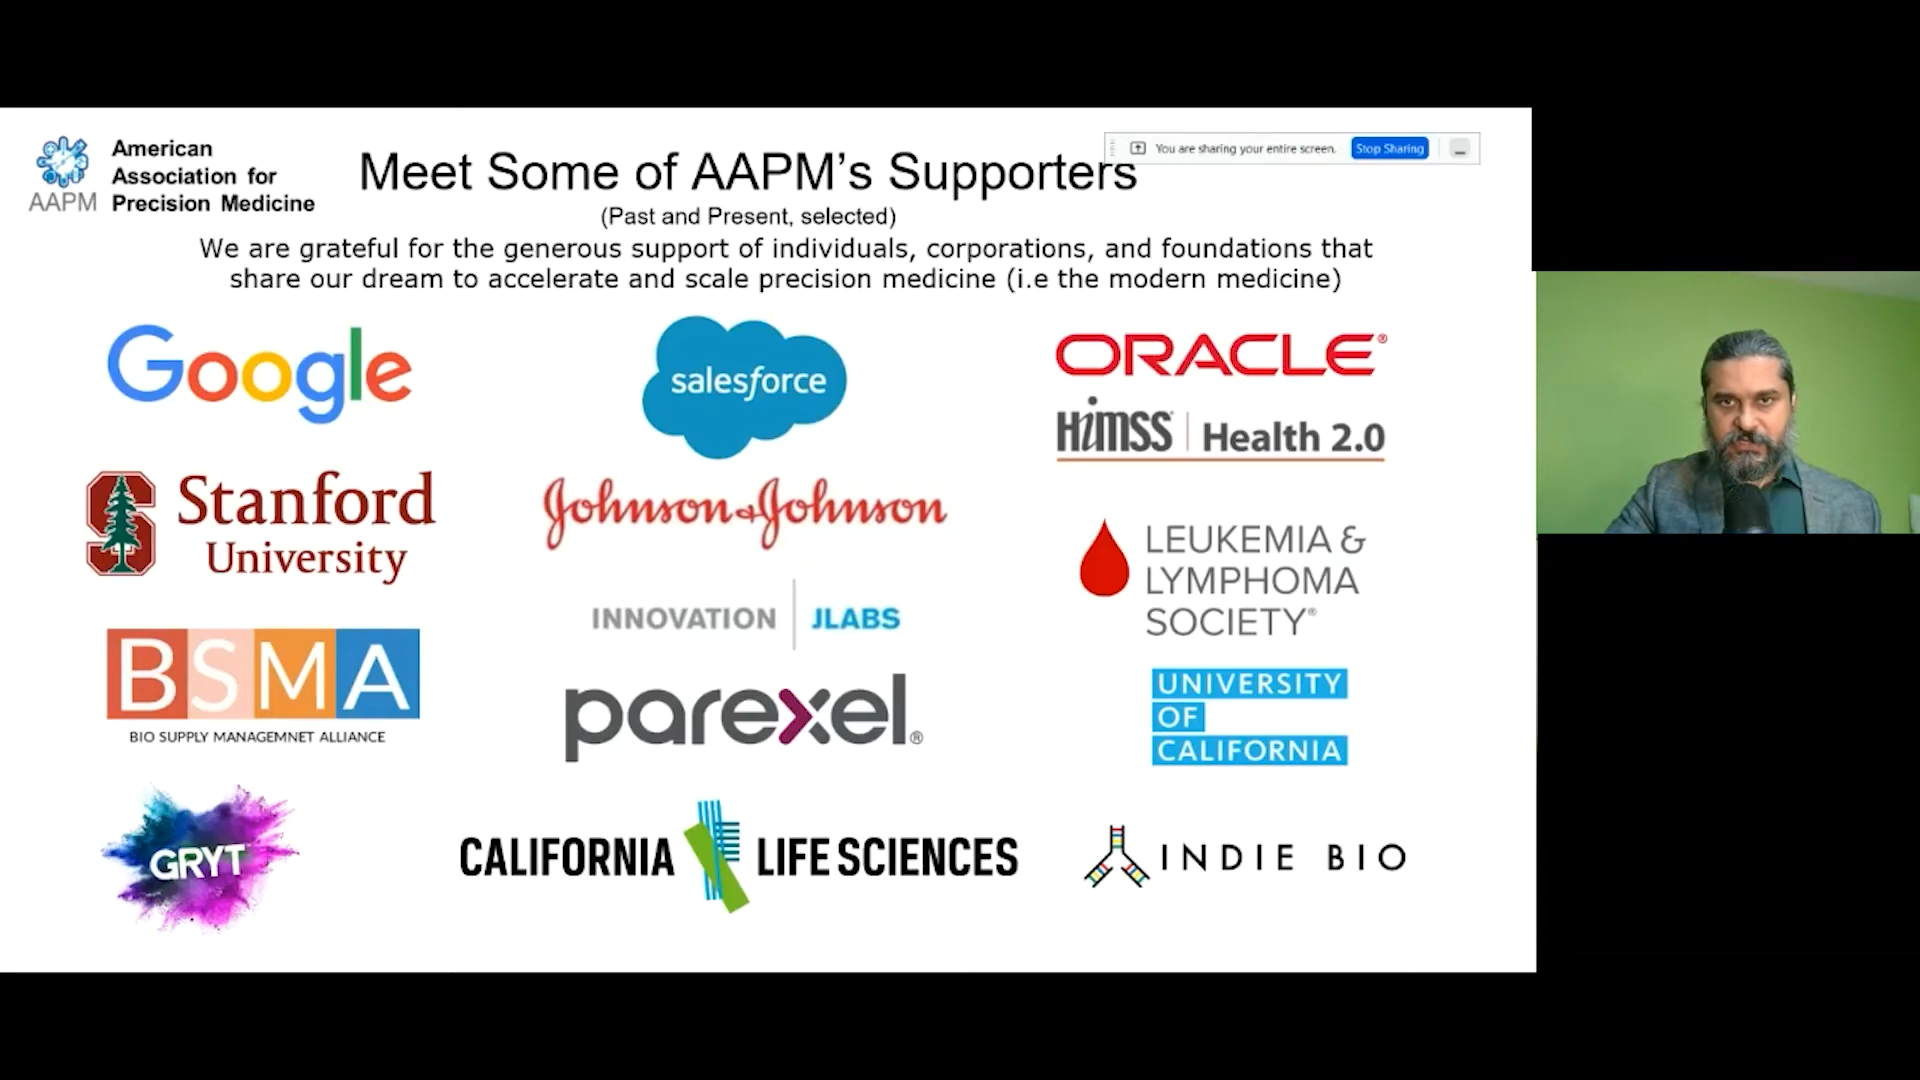 American
Association for
Precision Medicine
AAPM
Meet Some of AAPM's Supporters
You are sharing your entire screen.
Stop Sharing
(Past and Present, selected)
We are grateful for the generous support of individuals, corporations, and foundations that
share our dream to accelerate and scale precision medicine (i.e the modern medicine)
Google
salesforce
ORACLE®
HIMSS | Health 2.0
Stanford
University
Johnson & Johnson
LEUKEMIA &
LYMPHOMA
SOCIETY®
INNOVATION | JLABS
BSMA
BIO SUPPLY MANAGEMNET ALLIANCE
parexel®
UNIVERSITY
OF
CALIFORNIA
GRYT
CALIFORNIA LIFE SCIENCES
INDIE BIO